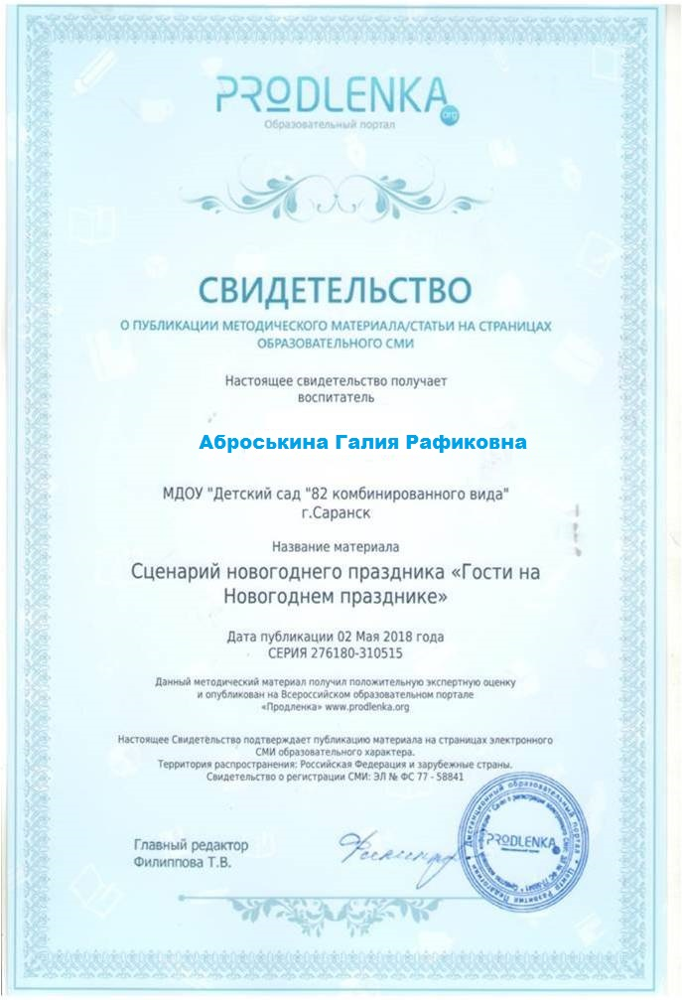 PRODLENKA.org
Образовательный портал
СВИДЕТЕЛЬСТВО
О ПУБЛИКАЦИИ МЕТОДИЧЕСКОГО МАТЕРИАЛА/СТАТЬИ НА СТРАНИЦАХ
ОБРАЗОВАТЕЛЬНОГО СМИ
Настоящее свидетельство получает
воспитатель
Аброськина Галия Рафиковна
МДОУ "Детский сад "82 комбинированного вида"
г.Саранск
Название материала
Сценарий новогоднего праздника «Гости на
Новогоднем празднике»
Дата публикации 02 Мая 2018 года
СЕРИЯ 276180-310515
Данный методический материал получил положительную экспертную оценку
и опубликован на Всероссийском образовательном портале
«Продленка» www.prodlenka.org
Настоящее Свидетельство подтверждает публикацию материала на страницах электронного
СМИ образовательного характера.
Территория распространения: Российская Федерация и зарубежные страны.
Свидетельство о регистрации СМИ: ЭЛ № ФС 77 - 58841
Главный редактор
Филиппова Т.В.
Дистанционный образовательный портал
PRODLENKA